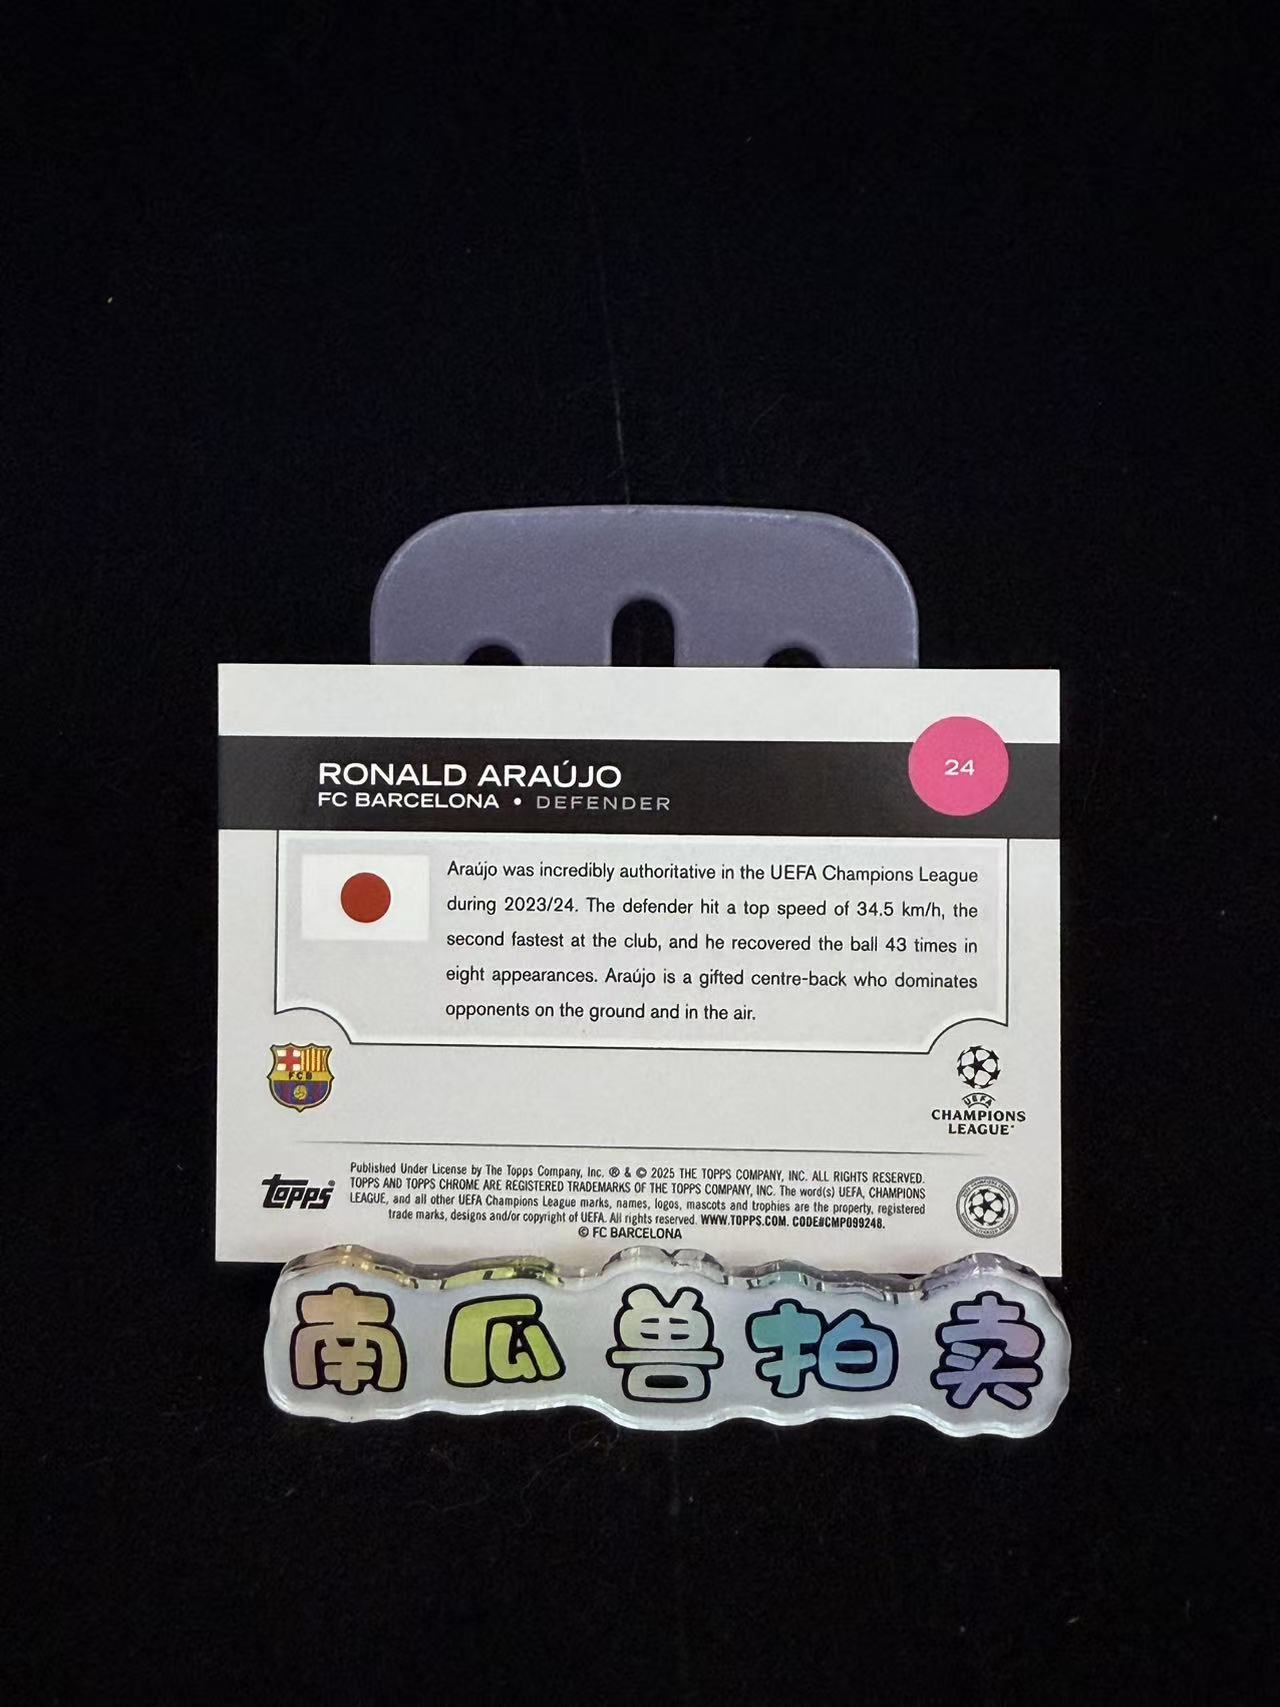 RONALD ARAÚJO
FC BARCELONA • DEFENDER
24
Araújo was incredibly authoritative in the UEFA Champions League
during 2023/24. The defender hit a top speed of 34.5 km/h, the
second fastest at the club, and he recovered the ball 43 times in
eight appearances. Araújo is a gifted centre-back who dominates
opponents on the ground and in the air.
FCB
UEFA
CHAMPIONS
LEAGUE
topps
Published Under License by The Topps Company, Inc. ® & © 2025 THE TOPPS COMPANY, INC. ALL RIGHTS RESERVED.
TOPPS AND TOPPS CHROME ARE REGISTERED TRADEMARKS OF THE TOPPS COMPANY, INC. The word(s) UEFA, CHAMPIONS
LEAGUE, and all other UEFA Champions League marks, names, logos, mascots and trophies are the property, registered
trade marks, designs and/or copyright of UEFA. All rights reserved. WWW.TOPPS.COM. CODE#CMP099248.
© FC BARCELONA
南瓜兽拍卖